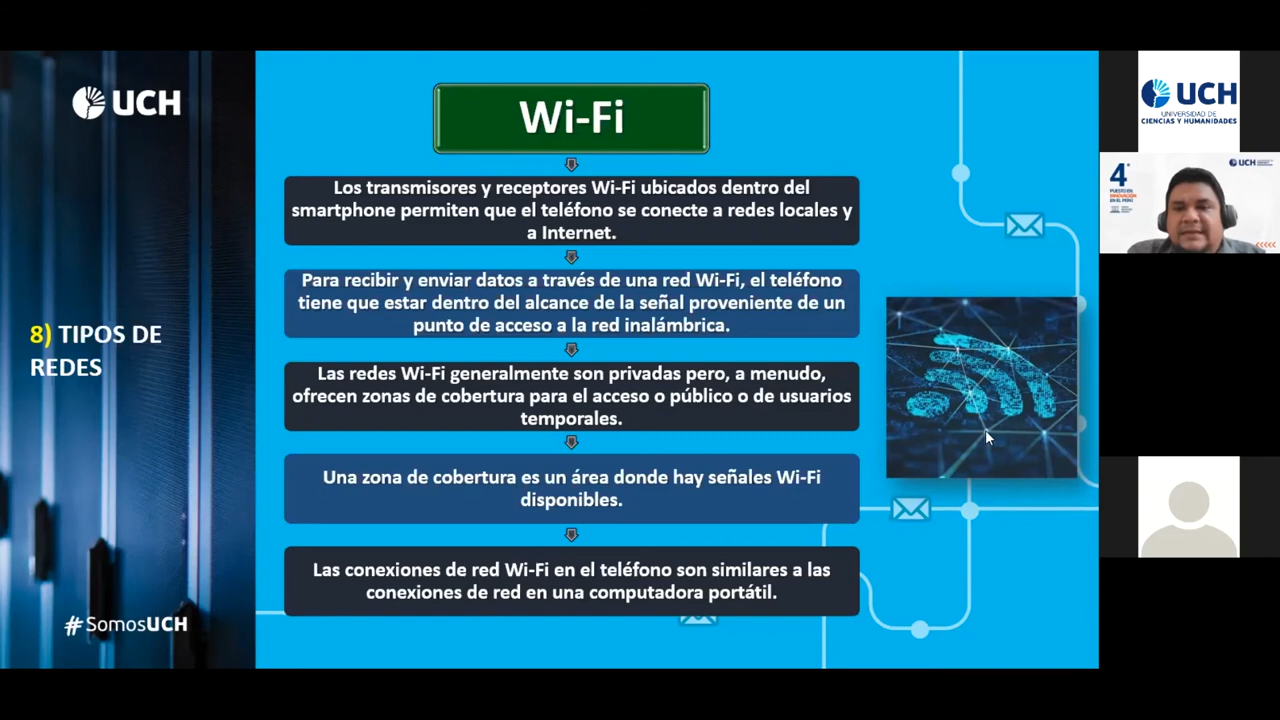 UCH
8) TIPOS DE
REDES
#SomosUCH
Wi-Fi
Los transmisores y receptores Wi-Fi ubicados dentro del
smartphone permiten que el teléfono se conecte a redes locales y
a Internet.
Para recibir y enviar datos a través de una red Wi-Fi, el teléfono
tiene que estar dentro del alcance de la señal proveniente de un
punto de acceso a la red inalámbrica.
Las redes Wi-Fi generalmente son privadas pero, a menudo,
ofrecen zonas de cobertura para el acceso o público o de usuarios
temporales.
Una zona de cobertura es un área donde hay señales Wi-Fi
disponibles.
Las conexiones de red Wi-Fi en el teléfono son similares a las
conexiones de red en una computadora portátil.
UCH
UNIVERSIDAD DE
CIENCIAS Y HUMANIDADES
4°
PUESTO EN
INNOVACIÓN
EN EL PERÚ
UCH